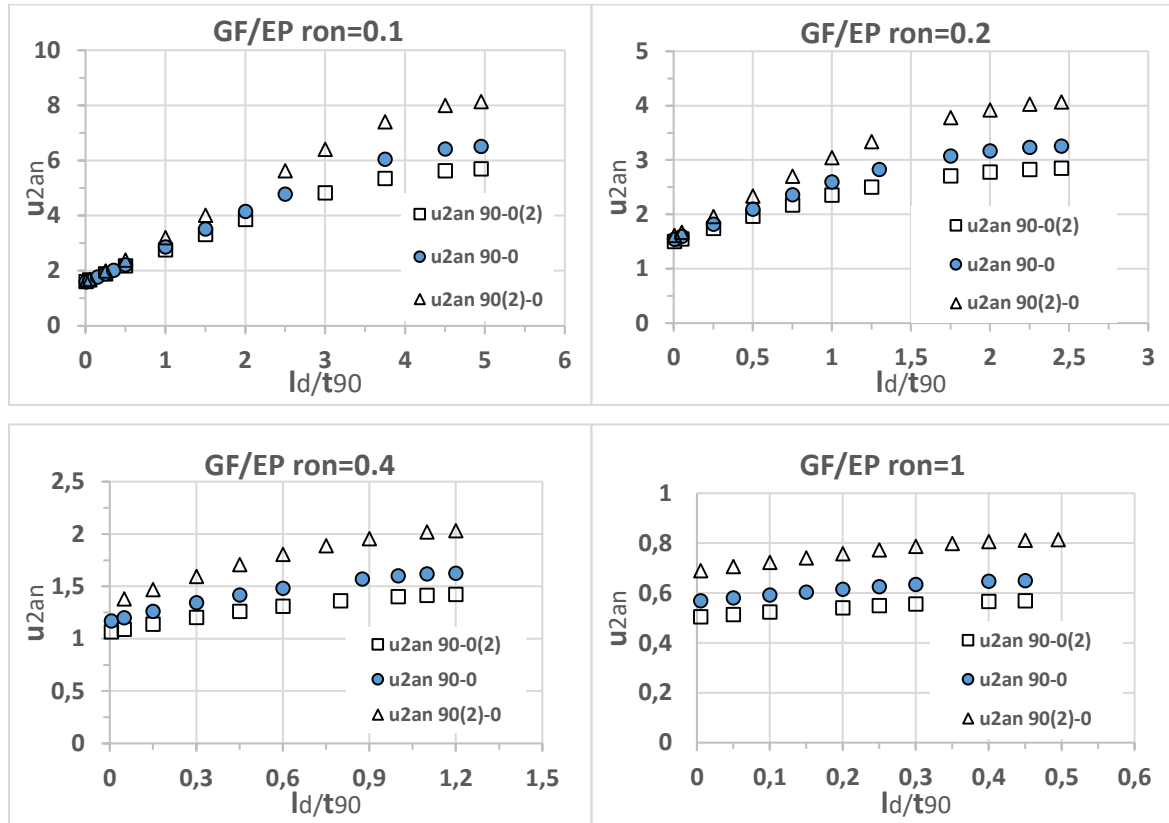 GF/EP ron=0.1
10
8
6
4
2
0
u2an
0 1 2 3 4 5 6
ld/t90
u2an 90-0(2)
u2an 90-0
u2an 90(2)-0
GF/EP ron=0.2
5
4
3
2
1
0
u2an
0 0,5 1 1,5 2 2,5 3
ld/t90
u2an 90-0(2)
u2an 90-0
u2an 90(2)-0
GF/EP ron=0.4
2,5
2
1,5
1
0,5
0
u2an
0 0,3 0,6 0,9 1,2 1,5
ld/t90
u2an 90-0(2)
u2an 90-0
u2an 90(2)-0
GF/EP ron=1
1
0,8
0,6
0,4
0,2
0
u2an
0 0,1 0,2 0,3 0,4 0,5 0,6
ld/t90
u2an 90-0(2)
u2an 90-0
u2an 90(2)-0